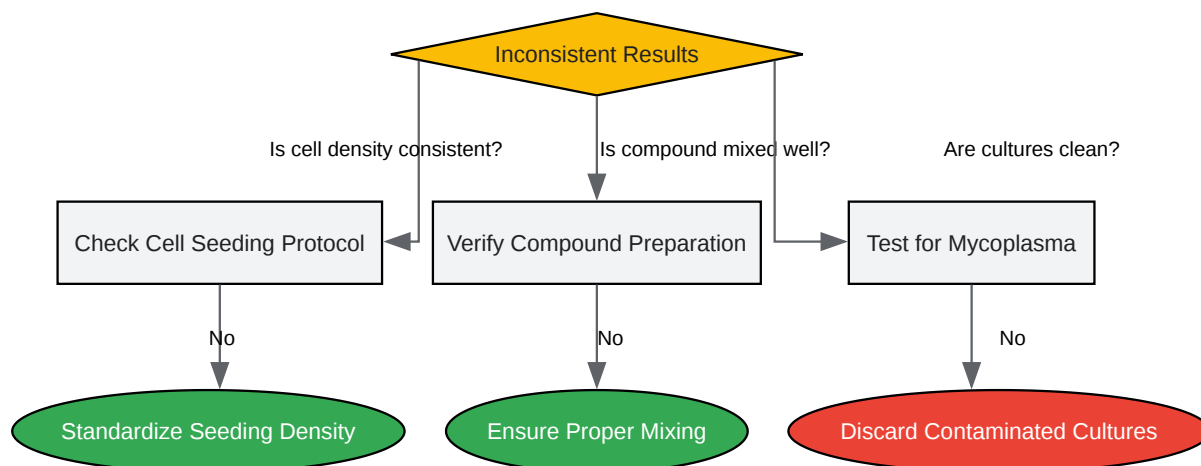 Inconsistent Results
Is cell density consistent?
Is compound mixed well?
Are cultures clean?
Check Cell Seeding Protocol
Verify Compound Preparation
Test for Mycoplasma
No
No
No
Standardize Seeding Density
Ensure Proper Mixing
Discard Contaminated Cultures